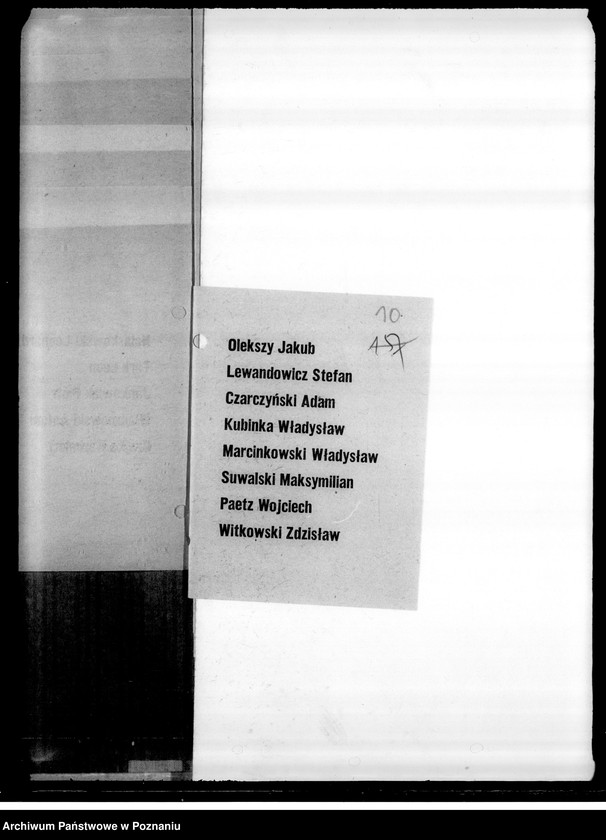 10.
157
Olekszy Jakub
Lewandowicz Stefan
Czarczyński Adam
Kubinka Władysław
Marcinkowski Władysław
Suwalski Maksymilian
Paetz Wojciech
Witkowski Zdzisław
Archiwum Państwowe w Poznaniu